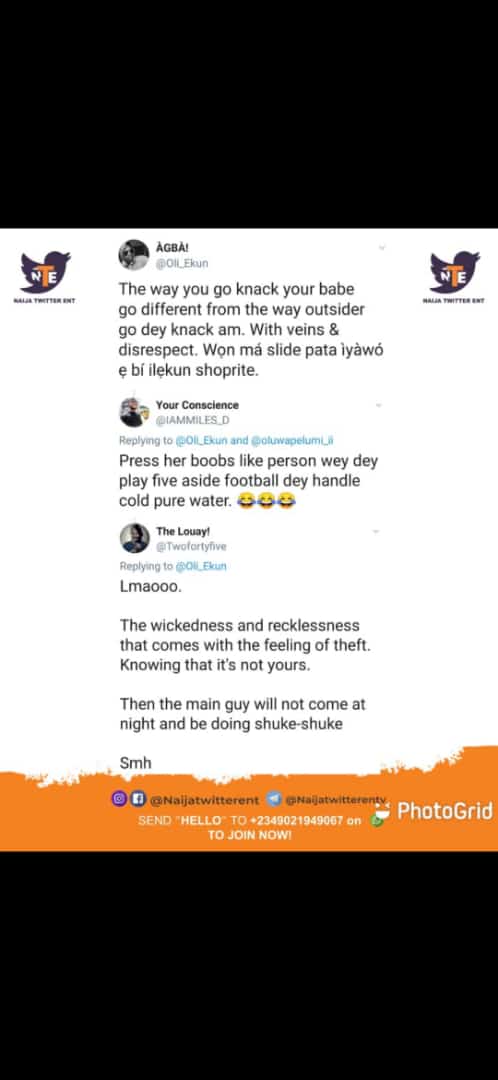 NTE
NAIJA TWITTER ENT
NTE
NAIJA TWITTER ENT
ÀGBÀ!
@Oli_Ekun
The way you go knack your babe
go different from the way outsider
go dey knack am. With veins &
disrespect. Wọn má slide pata ìyàwó
ẹ bí ilẹkun shoprite.
Your Conscience
@IAMMILES_D
Replying to @Oli_Ekun and @oluwapelumi_ii
Press her boobs like person wey dey
play five aside football dey handle
cold pure water. 😂😂😂
The Louay!
@Twofortyfive
Replying to @Oli_Ekun
Lmaooo.
The wickedness and recklessness
that comes with the feeling of theft.
Knowing that it's not yours.
Then the main guy will not come at
night and be doing shuke-shuke
Smh
@Naijatwitterent @Naijatwitterentv
SEND "HELLO" TO +2349021949067 on
TO JOIN NOW!
PhotoGrid